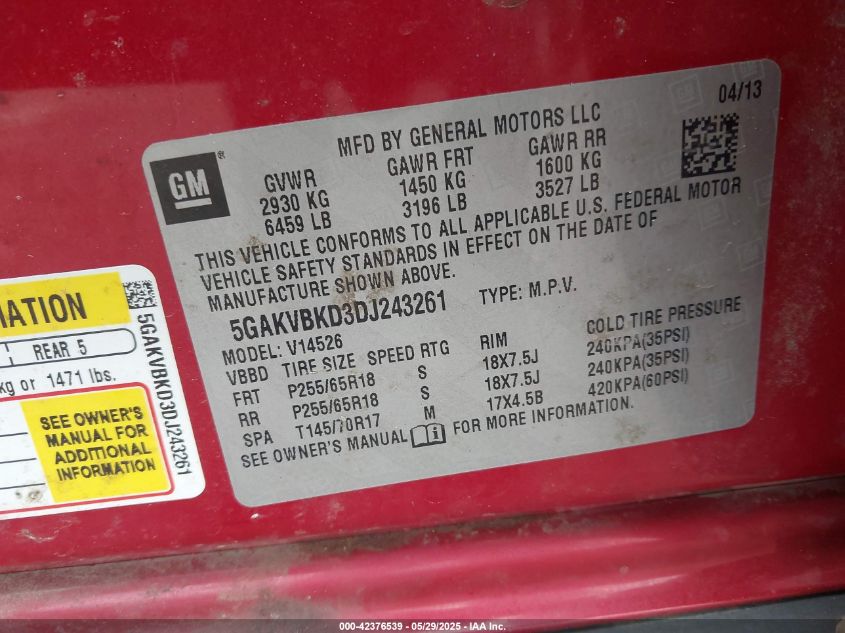 04/13
MFD BY GENERAL MOTORS LLC
GM®
GVWR GAWR FRT GAWR RR
2930 KG 1450 KG 1600 KG
6459 LB 3196 LB 3527 LB
THIS VEHICLE CONFORMS TO ALL APPLICABLE U.S. FEDERAL MOTOR
VEHICLE SAFETY STANDARDS IN EFFECT ON THE DATE OF
MANUFACTURE SHOWN ABOVE.
5GAKVBKD3DJ243261 TYPE: M.P.V.
MODEL: V14526
VBBD TIRE SIZE SPEED RTG RIM COLD TIRE PRESSURE
FRT P255/65R18 S 18X7.5J 240KPA(35PSI)
RR P255/65R18 S 18X7.5J 240KPA(35PSI)
SPA T145/70R17 M 17X4.5B 420KPA(60PSI)
SEE OWNER'S MANUAL FOR MORE INFORMATION.
MATION
REAR 5
kg or 1471 lbs.
SEE OWNER'S
MANUAL FOR
ADDITIONAL
INFORMATION
5GAKVBKD3DJ243261
000-42376539 - 05/29/2025 - IAA Inc.